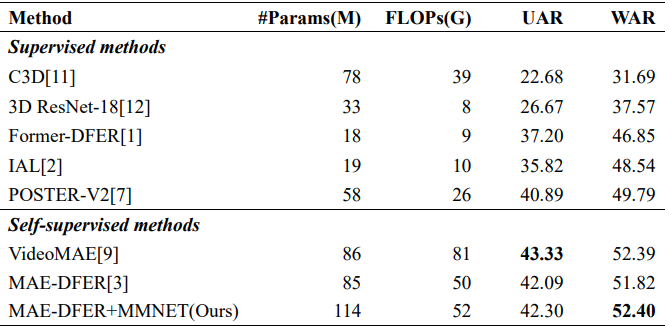 Method #Params(M) FLOPs(G) UAR WAR
Supervised methods
C3D[11] 78 39 22.68 31.69
3D ResNet-18[12] 33 8 26.67 37.57
Former-DFER[1] 18 9 37.20 46.85
IAL[2] 19 10 35.82 48.54
POSTER-V2[7] 58 26 40.89 49.79
Self-supervised methods
VideoMAE[9] 86 81 43.33 52.39
MAE-DFER[3] 85 50 42.09 51.82
MAE-DFER+MMNET(Ours) 114 52 42.30 52.40